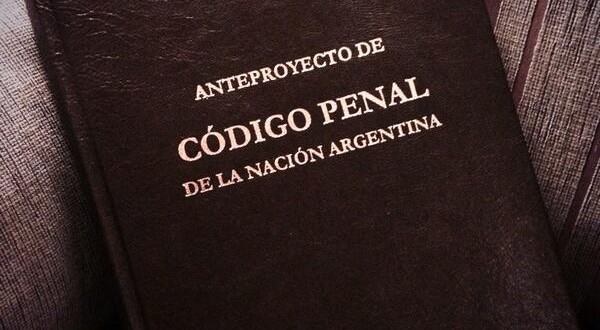 ANTEPROYECTO DE
CÓDIGO PENAL
DE LA NACIÓN ARGENTINA